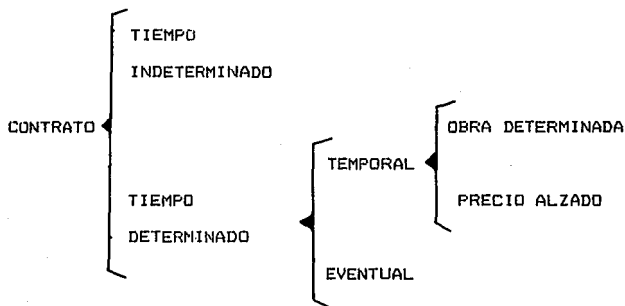 TIEMPO
INDETERMINADO
CONTRATO
OBRA DETERMINADA
TEMPORAL
TIEMPO
PRECIO ALZADO
DETERMINADO
EVENTUAL